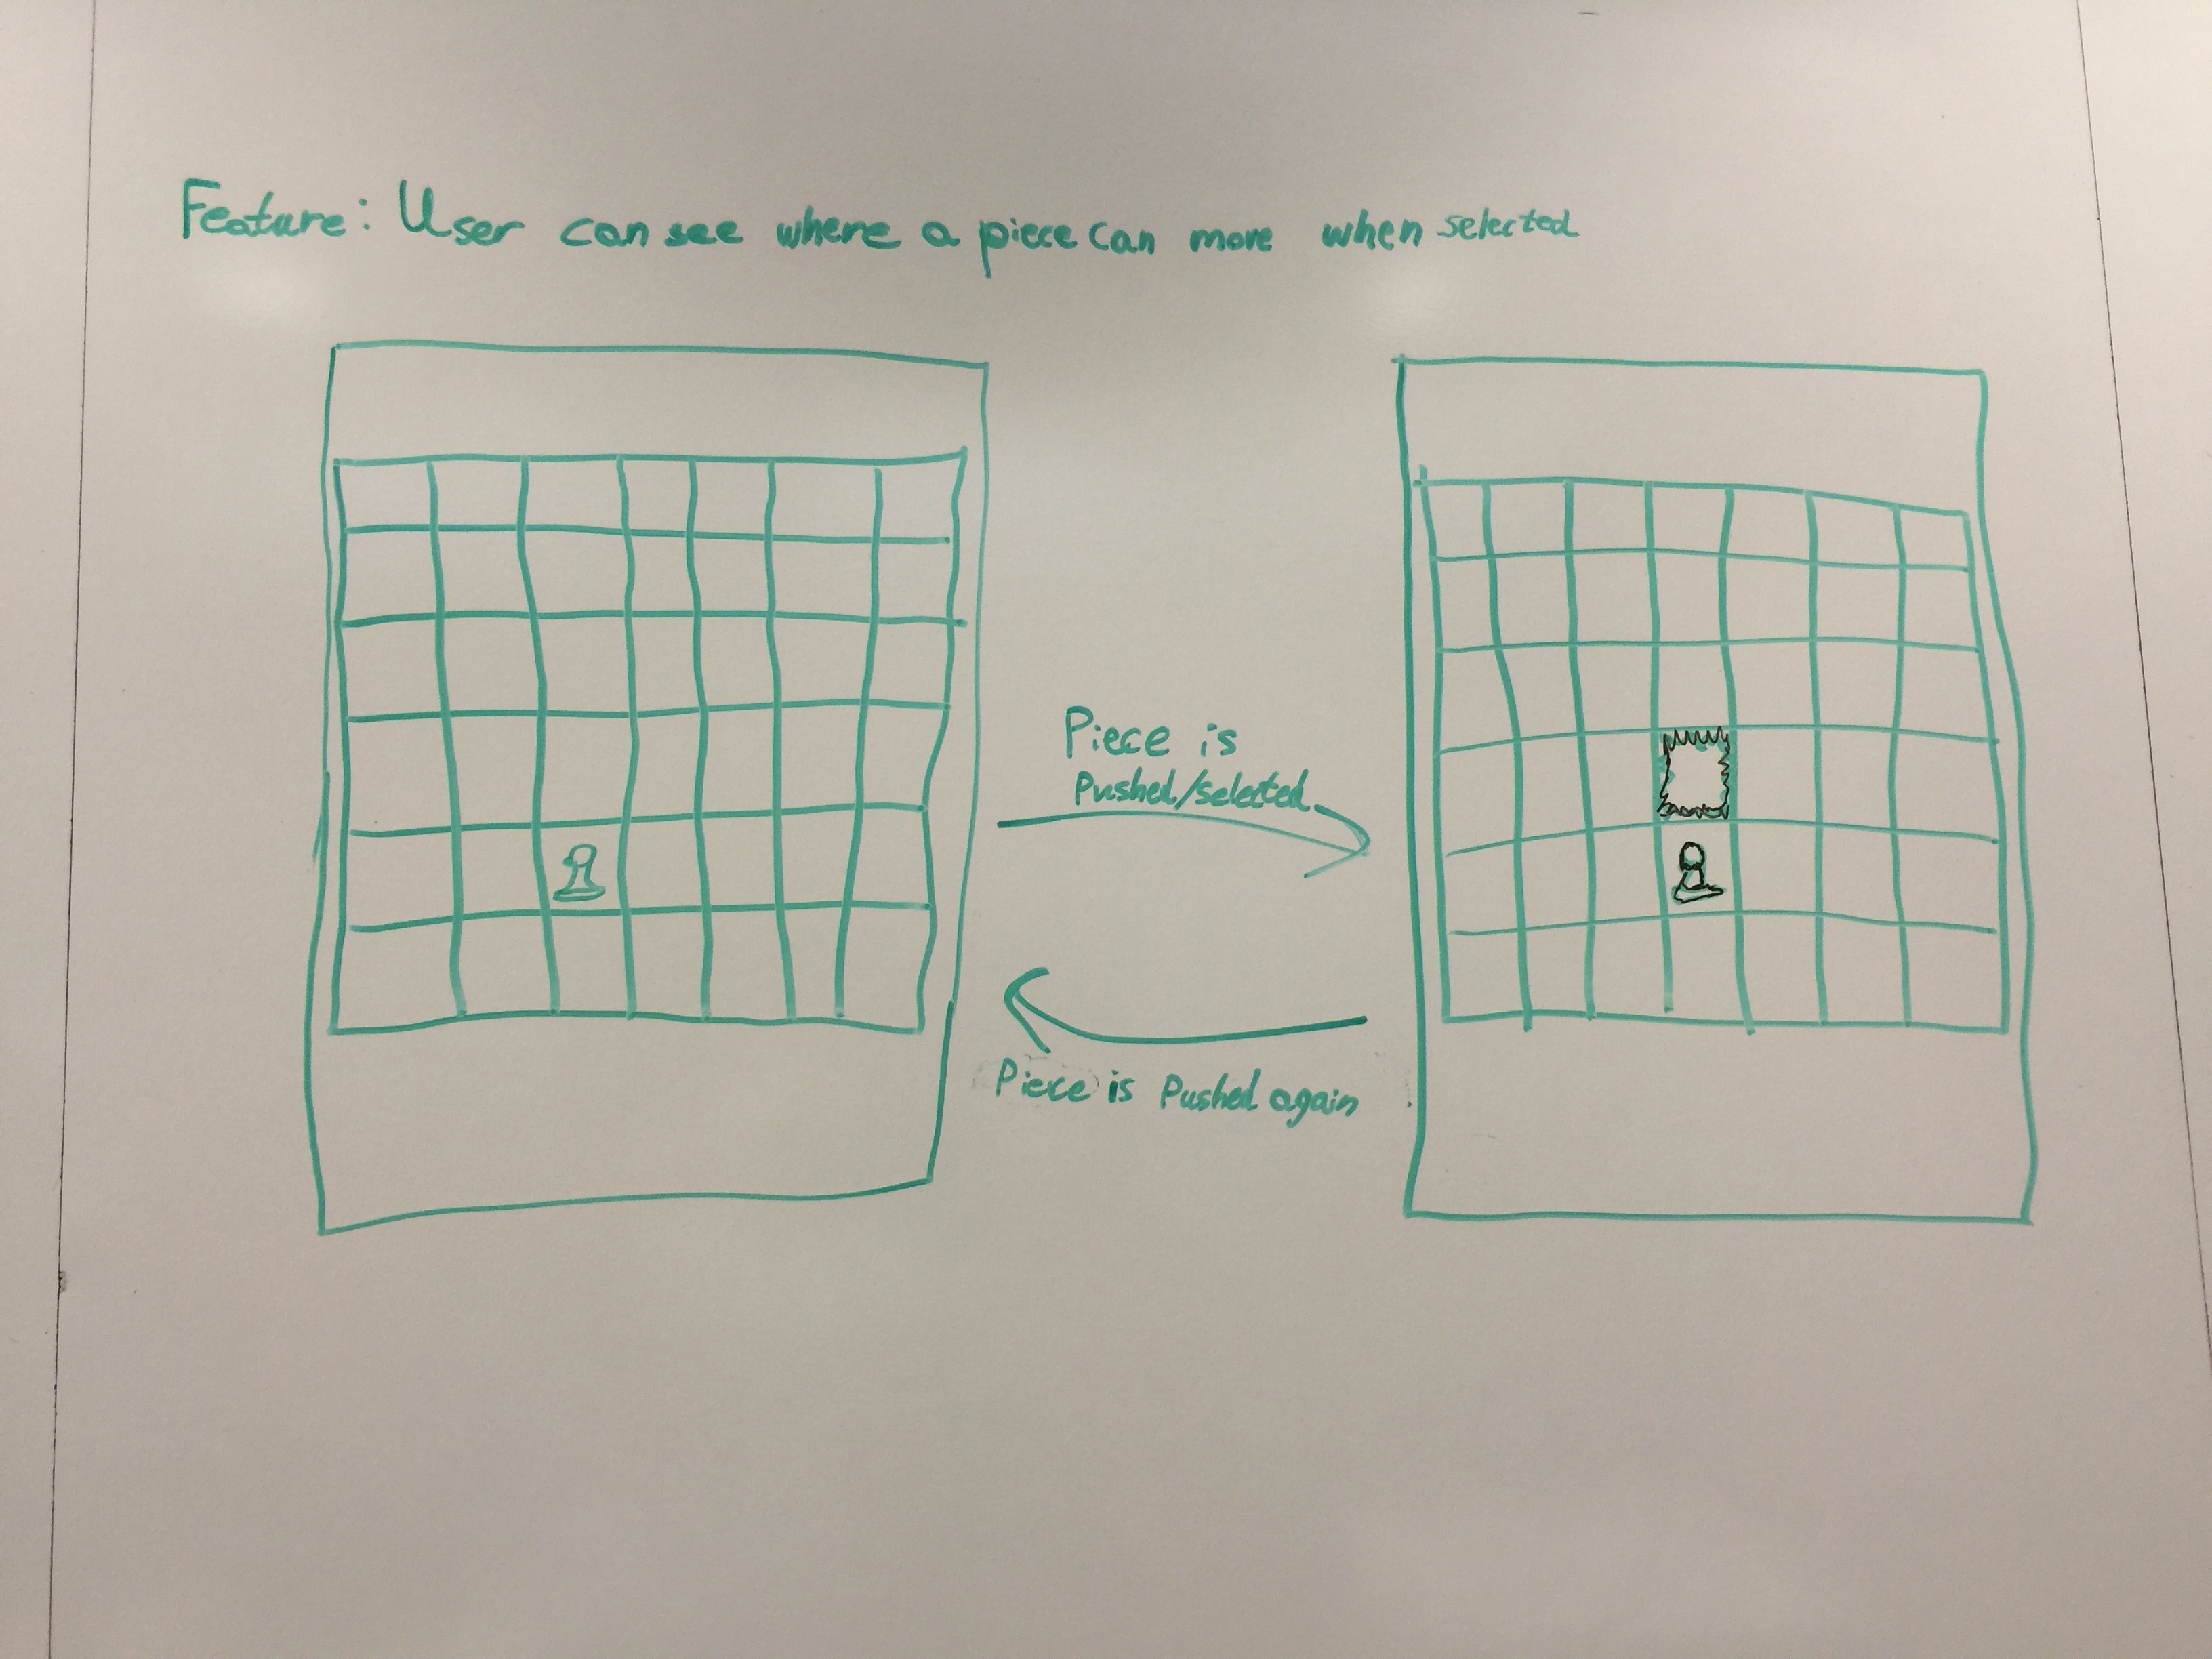 Feature: User can see where a piece can move when selected
Piece is
Pushed/selected
Piece is Pushed again